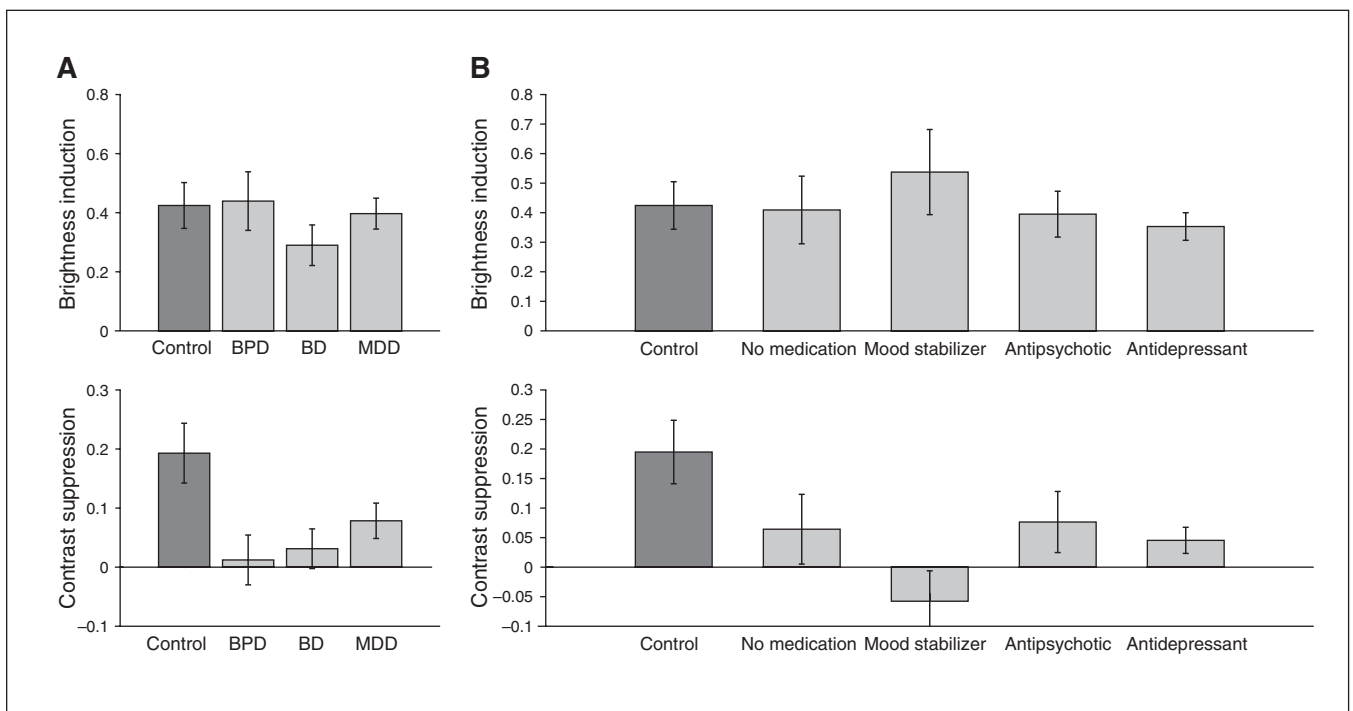 A
Brightness induction
0.8
0.6
0.4
0.2
0
Control BPD BD MDD
Contrast suppression
0.3
0.2
0.1
0
–0.1
Control BPD BD MDD
B
Brightness induction
0.8
0.7
0.6
0.5
0.4
0.3
0.2
0.1
0
Control No medication Mood stabilizer Antipsychotic Antidepressant
Contrast suppression
0.3
0.25
0.2
0.15
0.1
0.05
0
–0.05
–0.1
Control No medication Mood stabilizer Antipsychotic Antidepressant